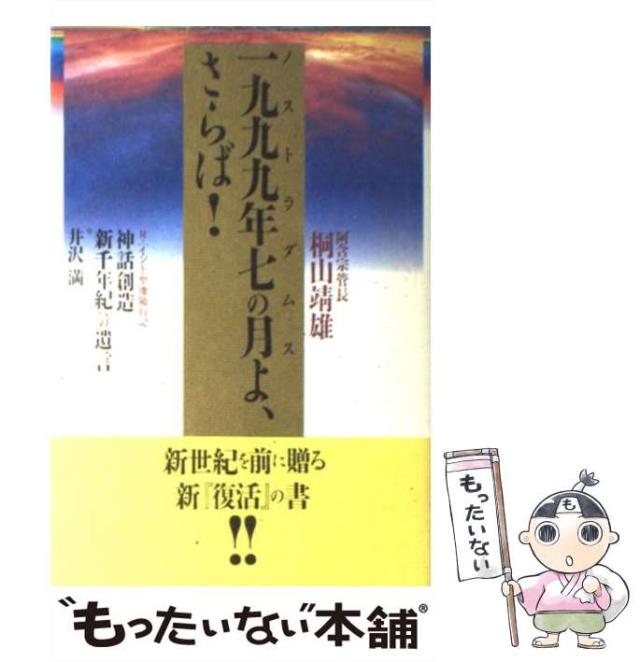 一九九九年七の月よ、
ノストラダムス
さらば！
阿含宗管長
桐山靖雄
神話創造
新千年紀の遺言
井沢 満
新世紀を前に贈る
新『復活』の書
!!
"もったいない"本舗®
もったいない
も